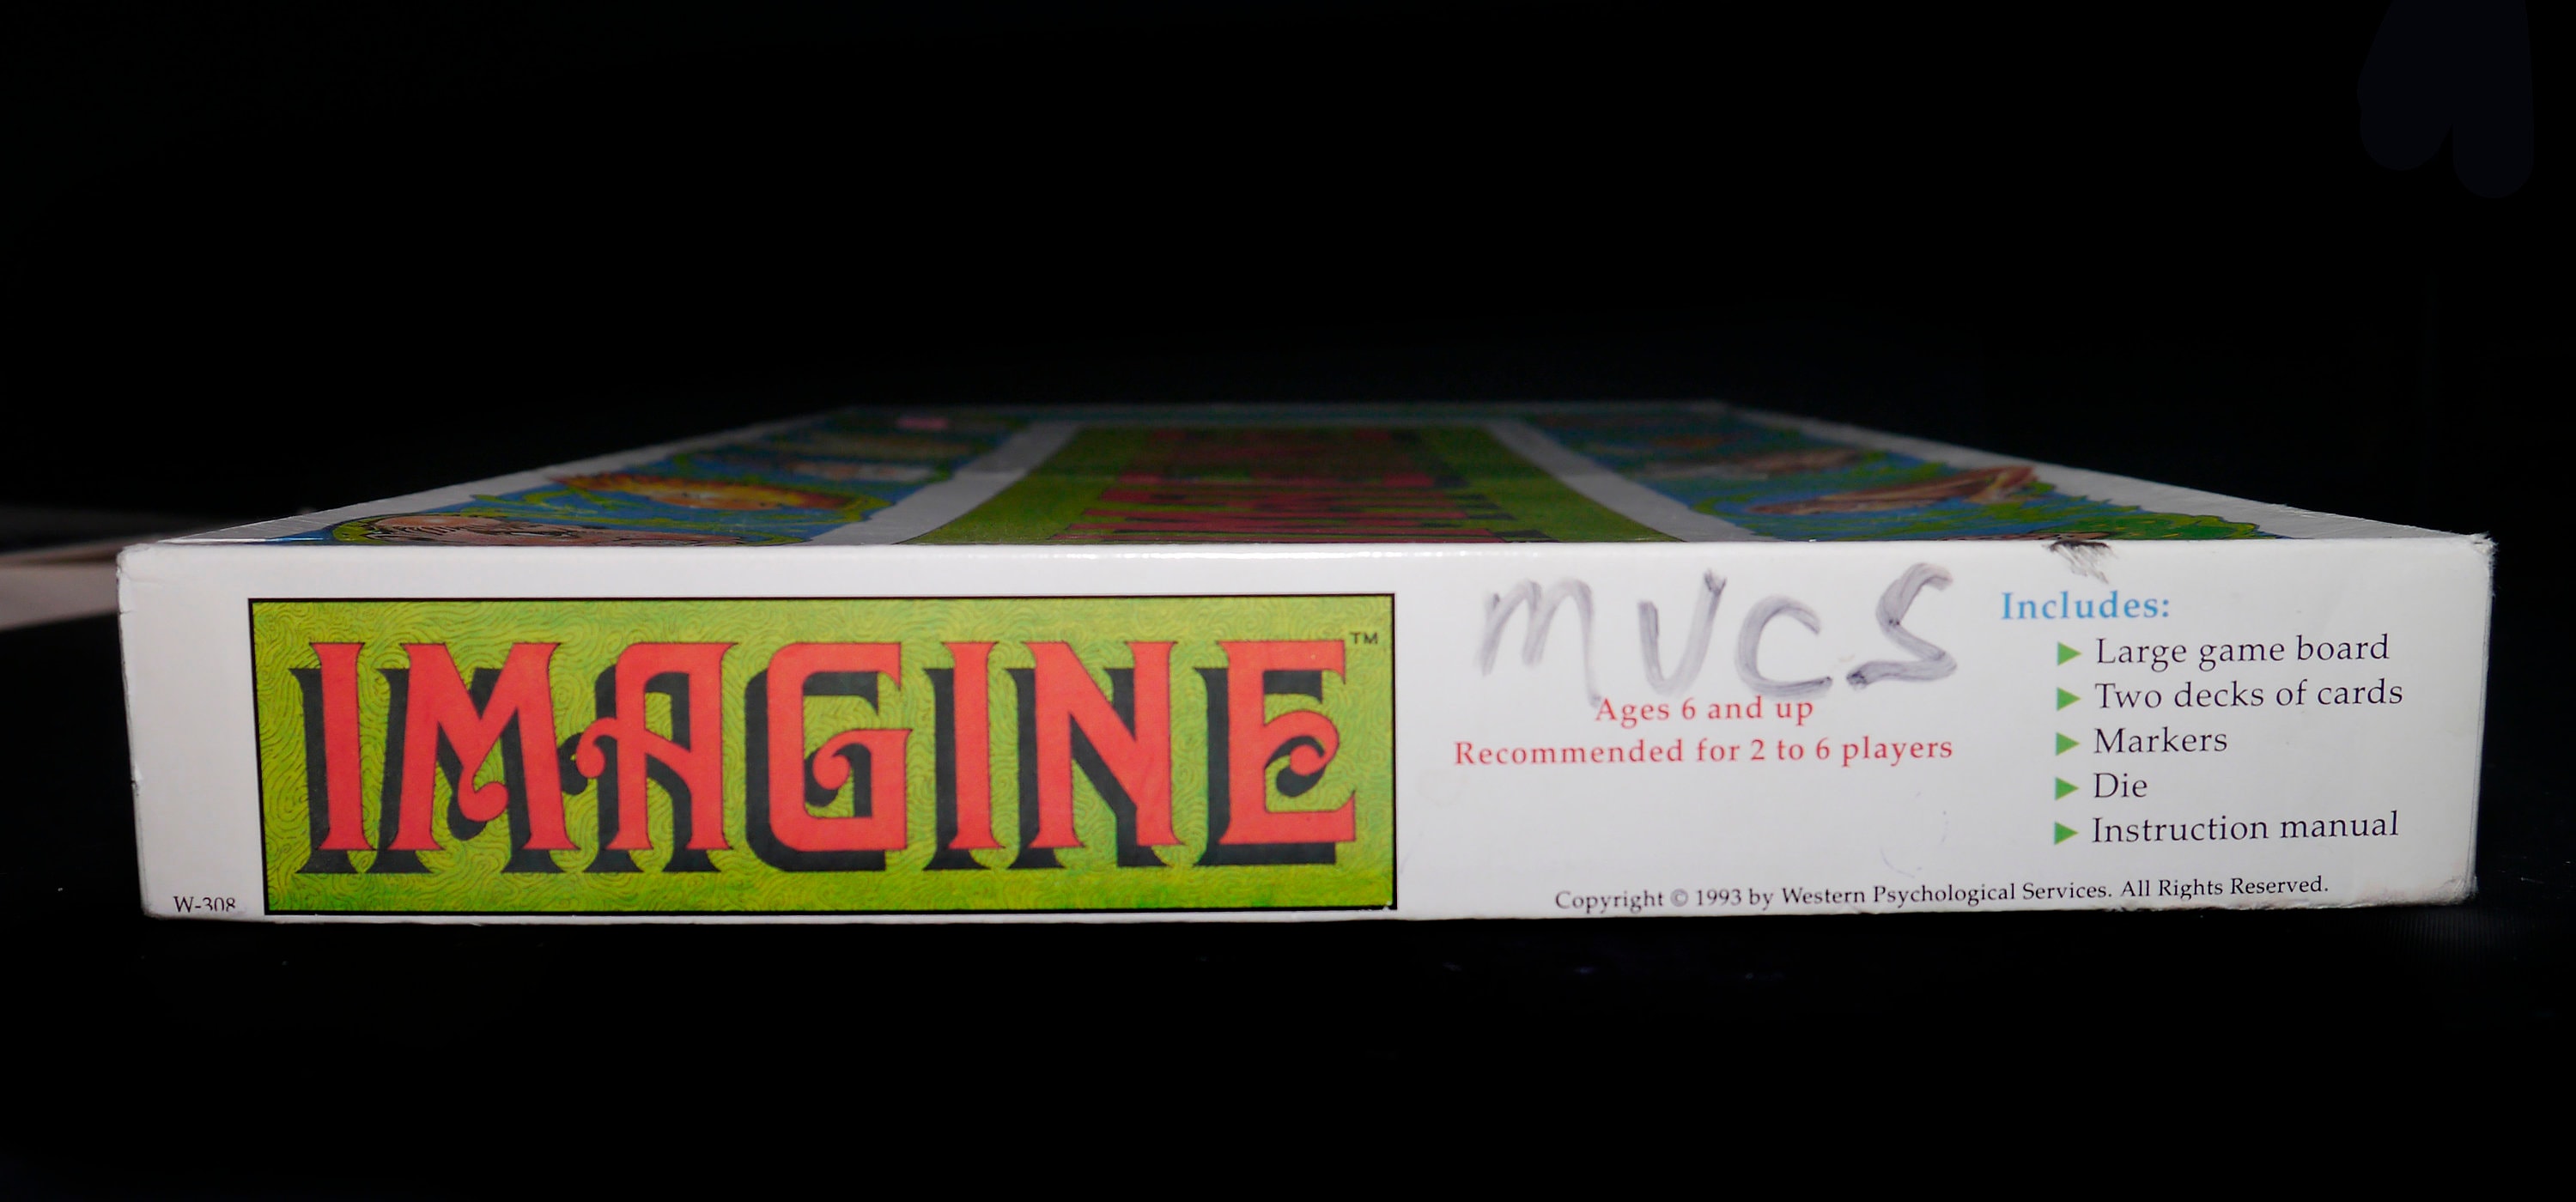 IMAGINE™
W-308
MVCS
Ages 6 and up
Recommended for 2 to 6 players
Includes:
▶ Large game board
▶ Two decks of cards
▶ Markers
▶ Die
▶ Instruction manual
Copyright © 1993 by Western Psychological Services. All Rights Reserved.